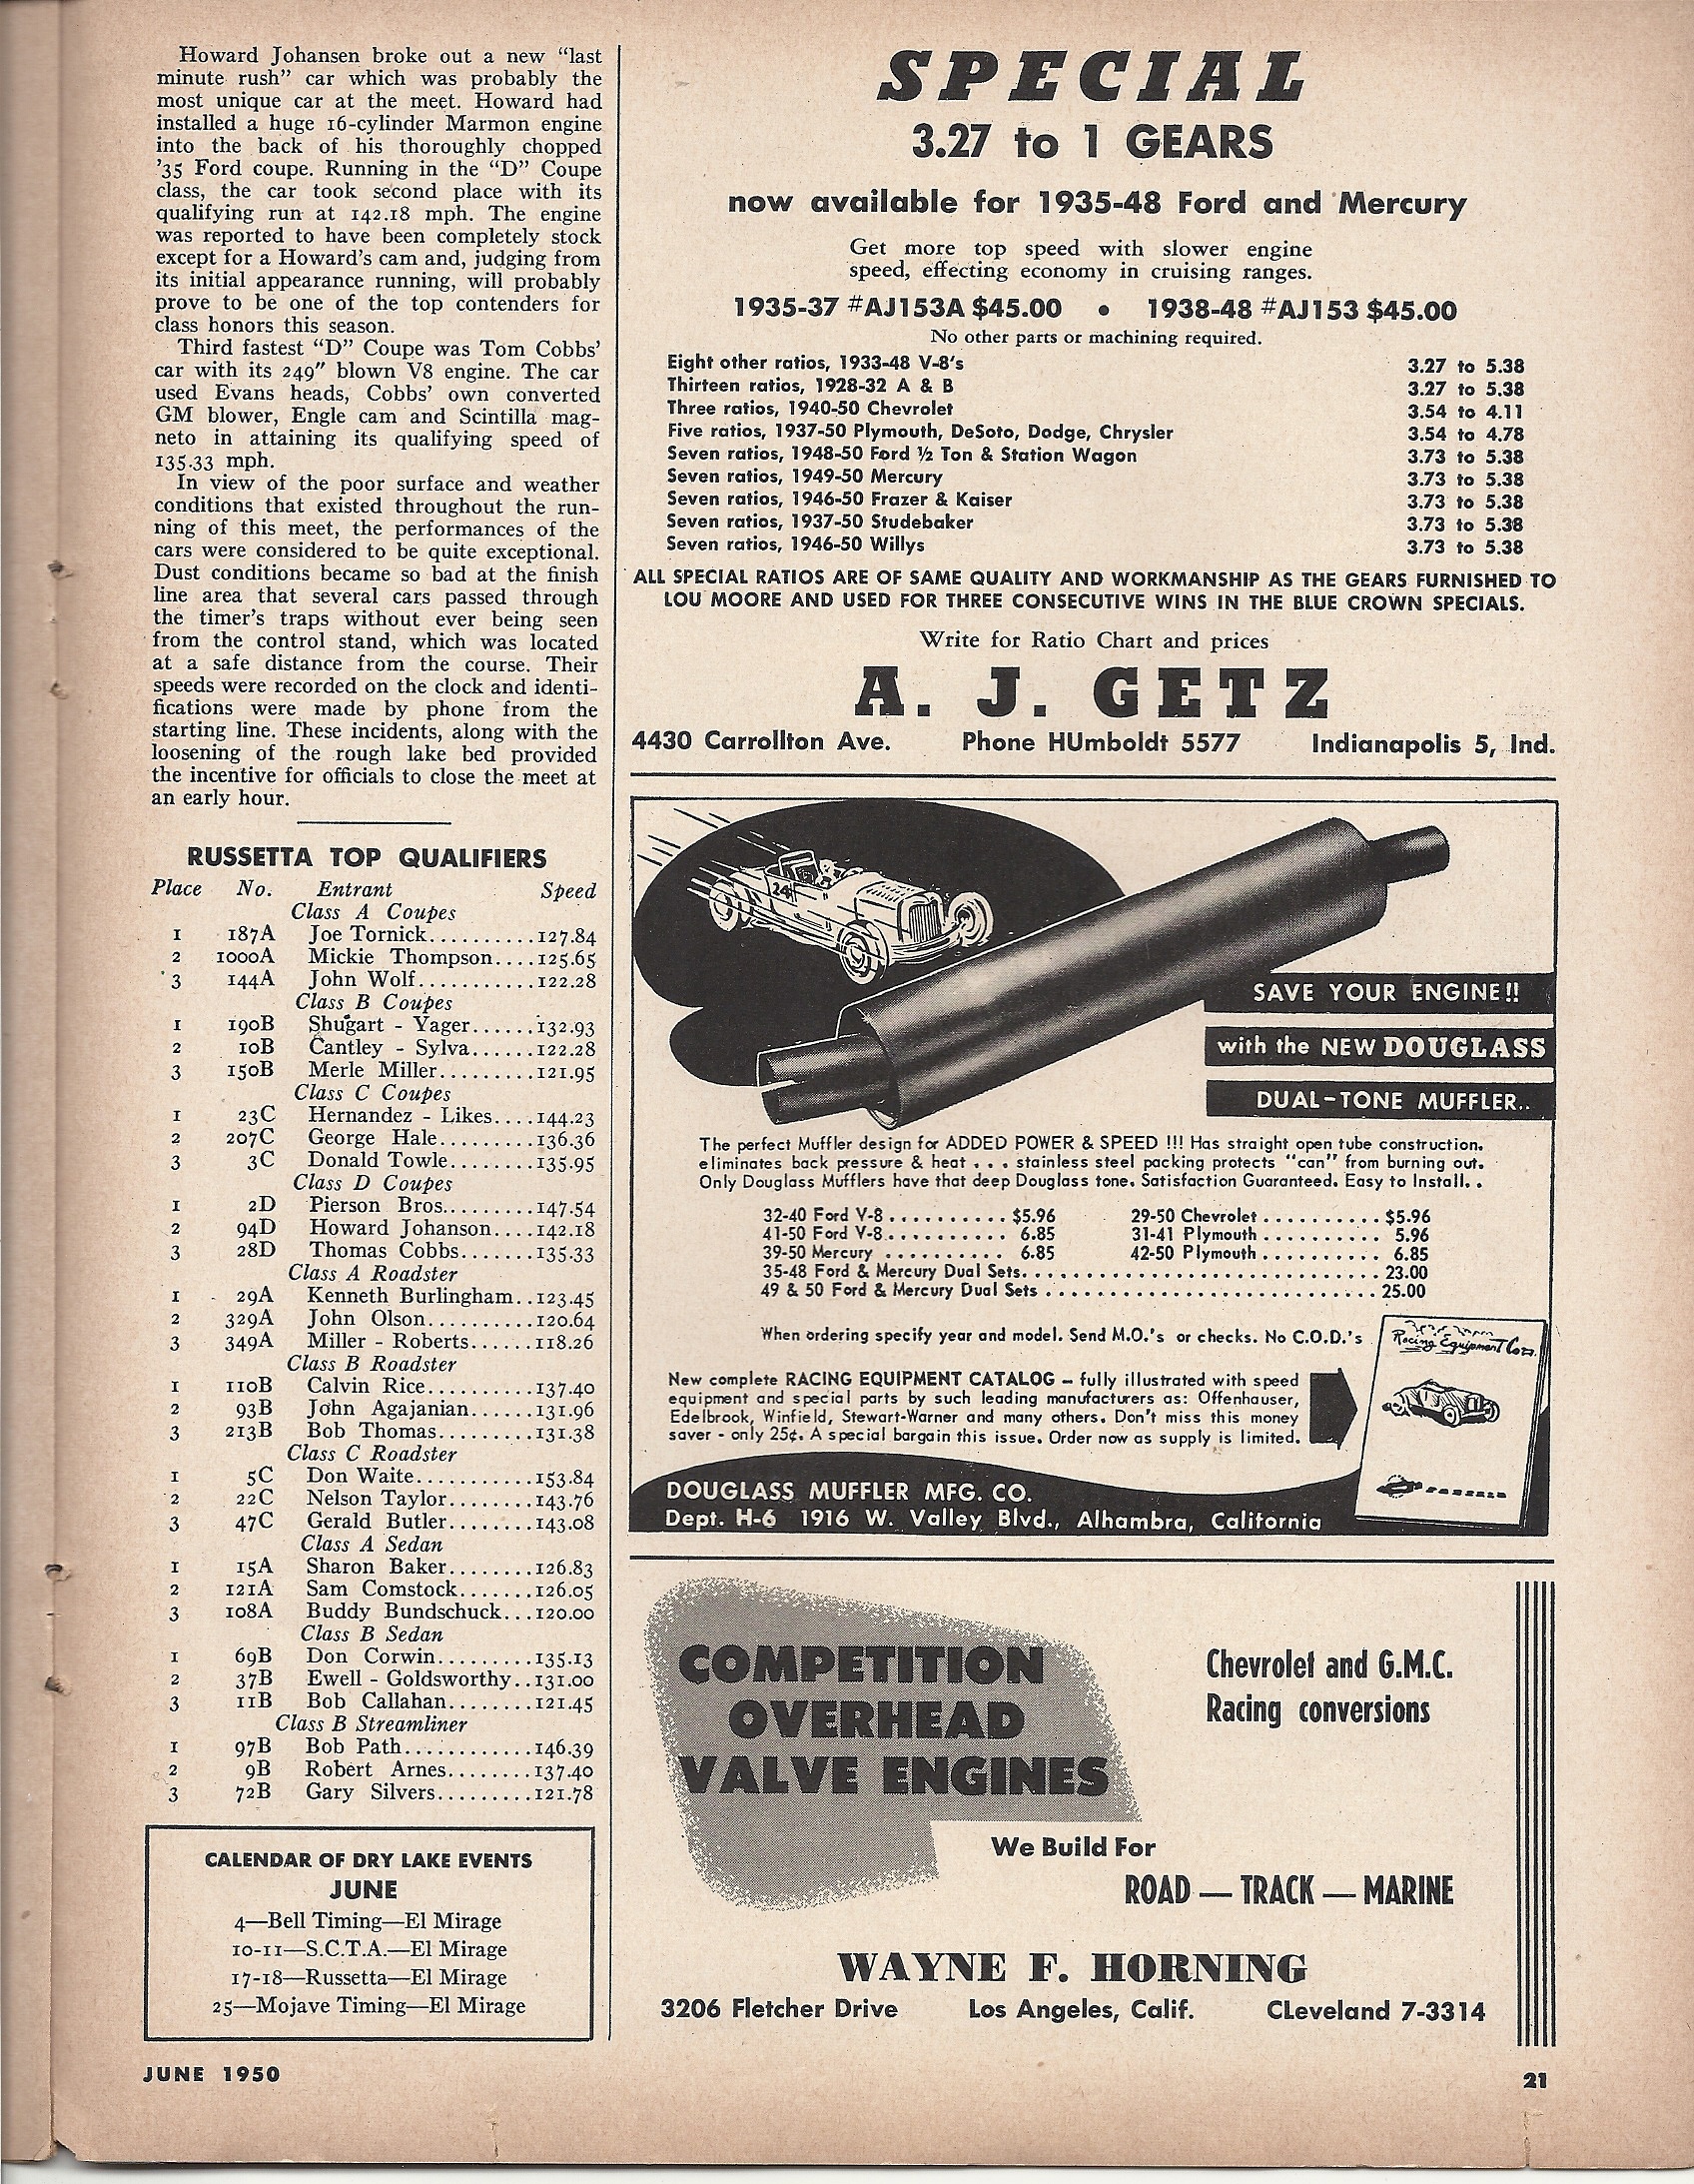 Howard Johansen broke out a new “last
minute rush” car which was probably the
most unique car at the meet. Howard had
installed a huge 16-cylinder Marmon engine
into the back of his thoroughly chopped
’35 Ford coupe. Running in the “D” Coupe
class, the car took second place with its
qualifying run at 142.18 mph. The engine
was reported to have been completely stock
except for a Howard’s cam and, judging from
its initial appearance running, will probably
prove to be one of the top contenders for
class honors this season.
Third fastest “D” Coupe was Tom Cobbs’
car with its 249″ blown V8 engine. The car
used Evans heads, Cobbs’ own converted
GM blower, Engle cam and Scintilla mag-
neto in attaining its qualifying speed of
135.33 mph.
In view of the poor surface and weather
conditions that existed throughout the run-
ning of this meet, the performances of the
cars were considered to be quite exceptional.
Dust conditions became so bad at the finish
line area that several cars passed through
the timer’s traps without ever being seen
from the control stand, which was located
at a safe distance from the course. Their
speeds were recorded on the clock and identi-
fications were made by phone from the
starting line. These incidents, along with the
loosening of the rough lake bed provided
the incentive for officials to close the meet at
an early hour.
RUSSETTA TOP QUALIFIERS
Place No. Entrant Speed
Class A Coupes
1 187A Joe Tornick..........127.84
2 1000A Mickie Thompson....125.65
3 144A John Wolf...........122.28
Class B Coupes
1 190B Shugart - Yager......132.93
2 10B Cantley - Sylva......122.28
3 150B Merle Miller.........121.95
Class C Coupes
1 23C Hernandez - Likes....144.23
2 207C George Hale.........136.36
3 3C Donald Towle........135.95
Class D Coupes
1 2D Pierson Bros.........147.54
2 94D Howard Johanson....142.18
3 28D Thomas Cobbs.......135.33
Class A Roadster
1 29A Kenneth Burlingham..123.45
2 329A John Olson..........120.64
3 349A Miller - Roberts......118.26
Class B Roadster
1 110B Calvin Rice..........137.40
2 93B John Agajanian......131.96
3 213B Bob Thomas.........131.38
Class C Roadster
1 5C Don Waite...........153.84
2 22C Nelson Taylor........143.76
3 47C Gerald Butler........143.08
Class A Sedan
1 15A Sharon Baker........126.83
2 121A Sam Comstock.......126.05
3 108A Buddy Bundschuck...120.00
Class B Sedan
1 69B Don Corwin.........135.13
2 37B Ewell - Goldsworthy..131.00
3 11B Bob Callahan........121.45
Class B Streamliner
1 97B Bob Path............146.39
2 9B Robert Arnes........137.40
3 72B Gary Silvers.........121.78
CALENDAR OF DRY LAKE EVENTS
JUNE
4—Bell Timing—El Mirage
10-11—S.C.T.A.—El Mirage
17-18—Russetta—El Mirage
25—Mojave Timing—El Mirage
SPECIAL
3.27 to 1 GEARS
now available for 1935-48 Ford and Mercury
Get more top speed with slower engine
speed, effecting economy in cruising ranges.
1935-37 #AJ153A $45.00 • 1938-48 #AJ153 $45.00
No other parts or machining required.
Eight other ratios, 1933-48 V-8’s 3.27 to 5.38
Thirteen ratios, 1928-32 A & B 3.27 to 5.38
Three ratios, 1940-50 Chevrolet 3.54 to 4.11
Five ratios, 1937-50 Plymouth, DeSoto, Dodge, Chrysler 3.54 to 4.78
Seven ratios, 1948-50 Ford ½ Ton & Station Wagon 3.73 to 5.38
Seven ratios, 1949-50 Mercury 3.73 to 5.38
Seven ratios, 1946-50 Frazer & Kaiser 3.73 to 5.38
Seven ratios, 1937-50 Studebaker 3.73 to 5.38
Seven ratios, 1946-50 Willys 3.73 to 5.38
ALL SPECIAL RATIOS ARE OF SAME QUALITY AND WORKMANSHIP AS THE GEARS FURNISHED TO
LOU MOORE AND USED FOR THREE CONSECUTIVE WINS IN THE BLUE CROWN SPECIALS.
Write for Ratio Chart and prices
A. J. GETZ
4430 Carrollton Ave. Phone HUmboldt 5577 Indianapolis 5, Ind.
24
SAVE YOUR ENGINE!!
with the NEW DOUGLASS
DUAL-TONE MUFFLER..
The perfect Muffler design for ADDED POWER & SPEED !!! Has straight open tube construction.
eliminates back pressure & heat . . . stainless steel packing protects “can” from burning out.
Only Douglass Mufflers have that deep Douglass tone. Satisfaction Guaranteed. Easy to Install. .
32-40 Ford V-8.......... $5.96 29-50 Chevrolet.......... $5.96
41-50 Ford V-8.......... 6.85 31-41 Plymouth.......... 5.96
39-50 Mercury .......... 6.85 42-50 Plymouth.......... 6.85
35-48 Ford & Mercury Dual Sets.............................. 23.00
49 & 50 Ford & Mercury Dual Sets............................ 25.00
When ordering specify year and model. Send M.O.’s or checks. No C.O.D.’s
Racing Equipment Corp.
New complete RACING EQUIPMENT CATALOG – fully illustrated with speed
equipment and special parts by such leading manufacturers as: Offenhauser,
Edelbrook, Winfield, Stewart-Warner and many others. Don’t miss this money
saver - only 25¢. A special bargain this issue. Order now as supply is limited.
DOUGLASS MUFFLER MFG. CO.
Dept. H-6 1916 W. Valley Blvd., Alhambra, California
COMPETITION
OVERHEAD
VALVE ENGINES
Chevrolet and G.M.C.
Racing conversions
We Build For
ROAD — TRACK — MARINE
WAYNE F. HORNING
3206 Fletcher Drive Los Angeles, Calif. CLeveland 7-3314
JUNE 1950
21